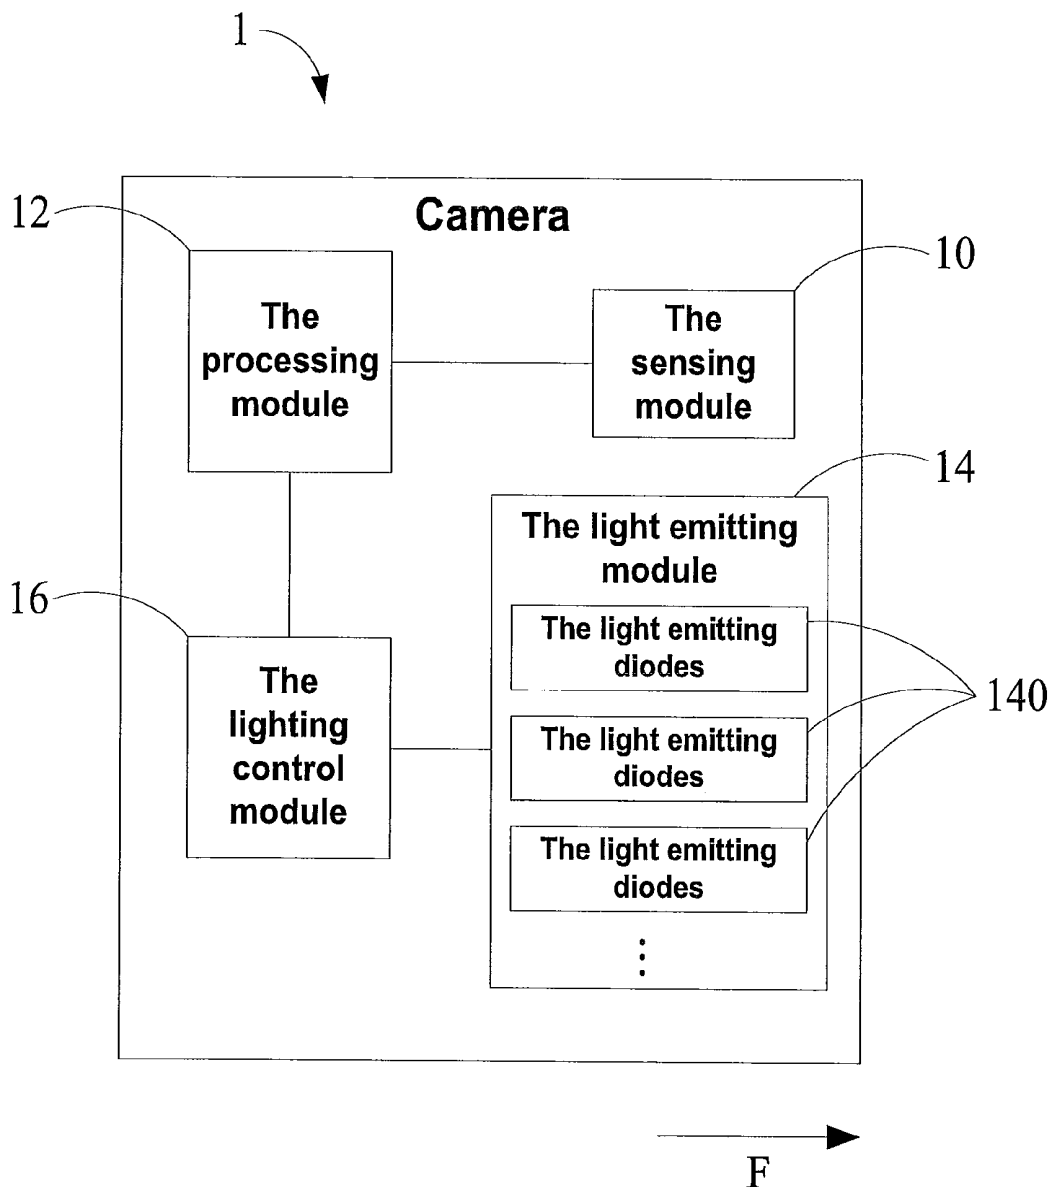 1
Camera
12
10
The
processing
module
The
sensing
module
14
The light emitting
module
16
The
lighting
control
module
The light emitting
diodes
The light emitting
diodes
The light emitting
diodes
140
F